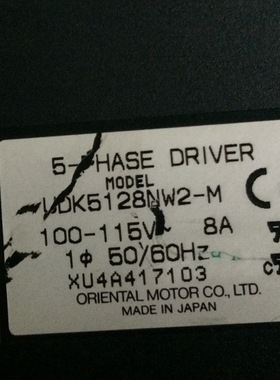 5-PHASE DRIVER
MODEL
UDK5128NW2-M
100-115V~ 8A
1ϕ 50/60Hz
XU4A417103
ORIENTAL MOTOR CO., LTD.
MADE IN JAPAN